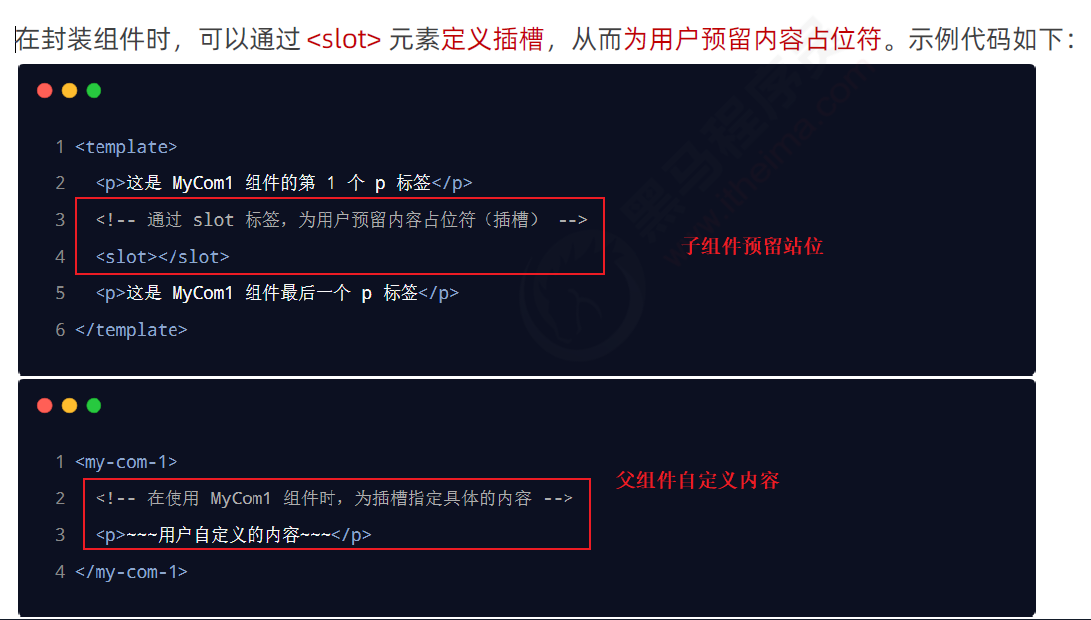 在封装组件时，可以通过 <slot> 元素定义插槽，从而为用户预留内容占位符。示例代码如下：
1 <template>
2   <p>这是 MyCom1 组件的第 1 个 p 标签</p>
3   <!-- 通过 slot 标签，为用户预留内容占位符（插槽） -->
子组件预留站位
4   <slot></slot>
5   <p>这是 MyCom1 组件最后一个 p 标签</p>
6 </template>
1 <my-com-1>
父组件自定义内容
2   <!-- 在使用 MyCom1 组件时，为插槽指定具体的内容 -->
3   <p>~~~用户自定义的内容~~~</p>
4 </my-com-1>